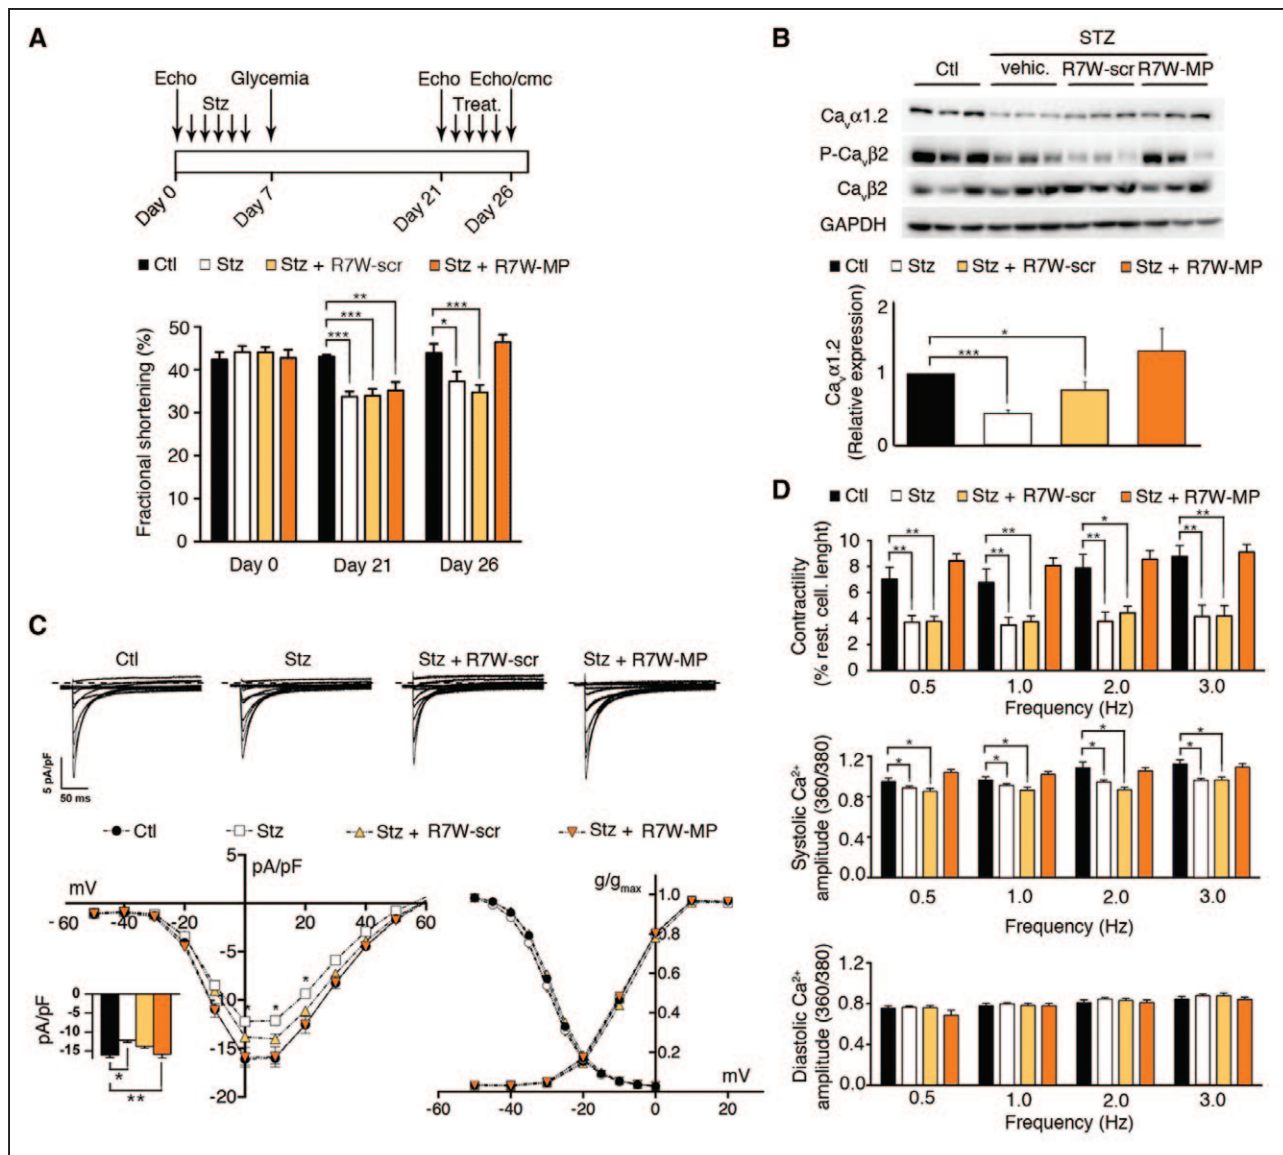 A
Echo Glycemia Echo Echo/cmc
Stz Treat.
Day 0 Day 7 Day 21 Day 26
Ctl Stz Stz + R7W-scr Stz + R7W-MP
Fractional shortening (%)
50
40
30
20
10
0
*** *** ** * ***
Day 0 Day 21 Day 26
B
STZ
Ctl vehic. R7W-scr R7W-MP
Cavα1.2
P-Cavβ2
Cavβ2
GAPDH
Ctl Stz Stz + R7W-scr Stz + R7W-MP
Cavα1.2
(Relative expression)
2
1
0
*** *
C
Ctl Stz Stz + R7W-scr Stz + R7W-MP
5 pA/pF
50 ms
Ctl Stz Stz + R7W-scr Stz + R7W-MP
pA/pF
mV
5
- 60 -40 -20 20 40 60
-5
-10
-15
-20
* * *
pA/pF
0
-5
-10
-15
*
**
g/gmax
1.0
0.8
0.6
0.4
0.2
mV
-60 -40 -20 0 20
D
Ctl Stz Stz + R7W-scr Stz + R7W-MP
Contractility
(% rest. cell. lenght)
10
8
6
4
2
0
** ** ** ** ** * ** **
0.5 1.0 2.0 3.0
Frequency (Hz)
Systolic Ca2+
amplitude (360/380)
1.2
0.8
0.4
0.0
* * * * * * * *
0.5 1.0 2.0 3.0
Frequency (Hz)
Diastolic Ca2+
amplitude (360/380)
1.2
0.8
0.4
0.0
0.5 1.0 2.0 3.0
Frequency (Hz)